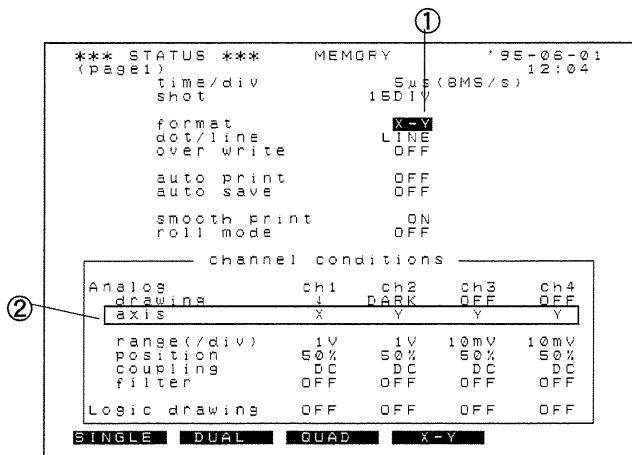 ①
*** STATUS *** MEMORY '95-06-01
(page1) 12:04
time/div 5µs(8MS/s)
shot 15DIV
format X-Y
dot/line LINE
over write OFF
auto print OFF
auto save OFF
smooth print ON
roll mode OFF
channel conditions
Analog ch1 ch2 ch3 ch4
drawing ↓ DARK OFF OFF
② axis X Y Y Y
range(/div) 1V 1V 10mV 10mV
position 50% 50% 50% 50%
coupling DC DC DC DC
filter OFF OFF OFF OFF
Logic drawing OFF OFF OFF OFF
SINGLE DUAL QUAD X-Y